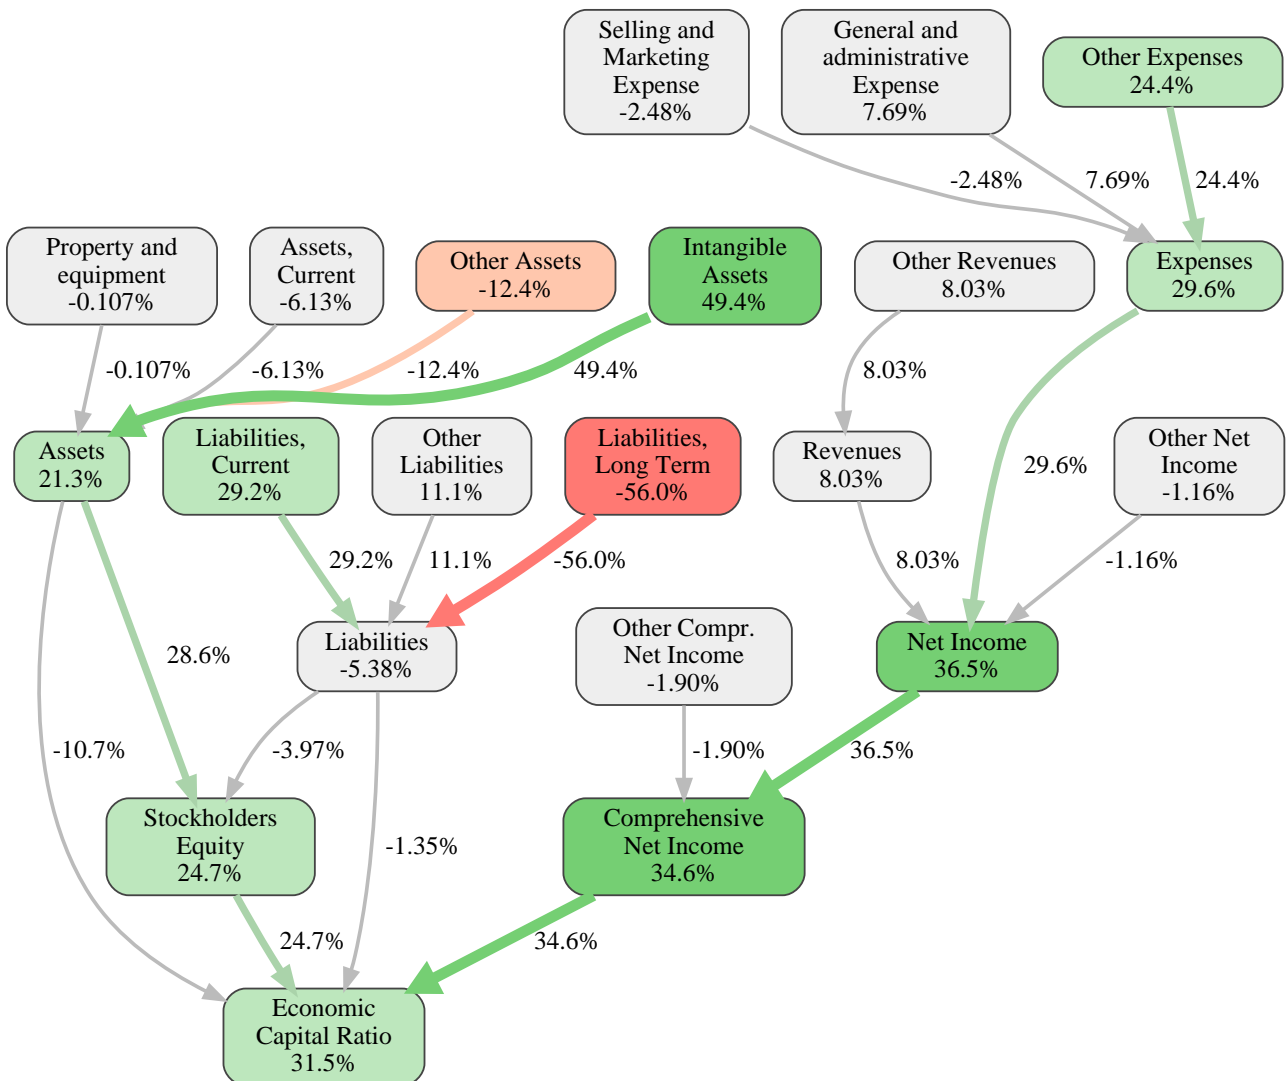 Selling and
Marketing
Expense
-2.48%
General and
administrative
Expense
7.69%
Other Expenses
24.4%
-2.48%
7.69%
24.4%
Property and
equipment
-0.107%
Assets,
Current
-6.13%
Other Assets
-12.4%
Intangible
Assets
49.4%
Other Revenues
8.03%
Expenses
29.6%
-0.107%
-6.13%
-12.4%
49.4%
8.03%
Assets
21.3%
Liabilities,
Current
29.2%
Other
Liabilities
11.1%
Liabilities,
Long Term
-56.0%
Revenues
8.03%
29.6%
Other Net
Income
-1.16%
29.2%
11.1%
-56.0%
8.03%
-1.16%
28.6%
Liabilities
-5.38%
Other Compr.
Net Income
-1.90%
Net Income
36.5%
-10.7%
-3.97%
-1.90%
36.5%
Stockholders
Equity
24.7%
-1.35%
Comprehensive
Net Income
34.6%
24.7%
34.6%
Economic
Capital Ratio
31.5%